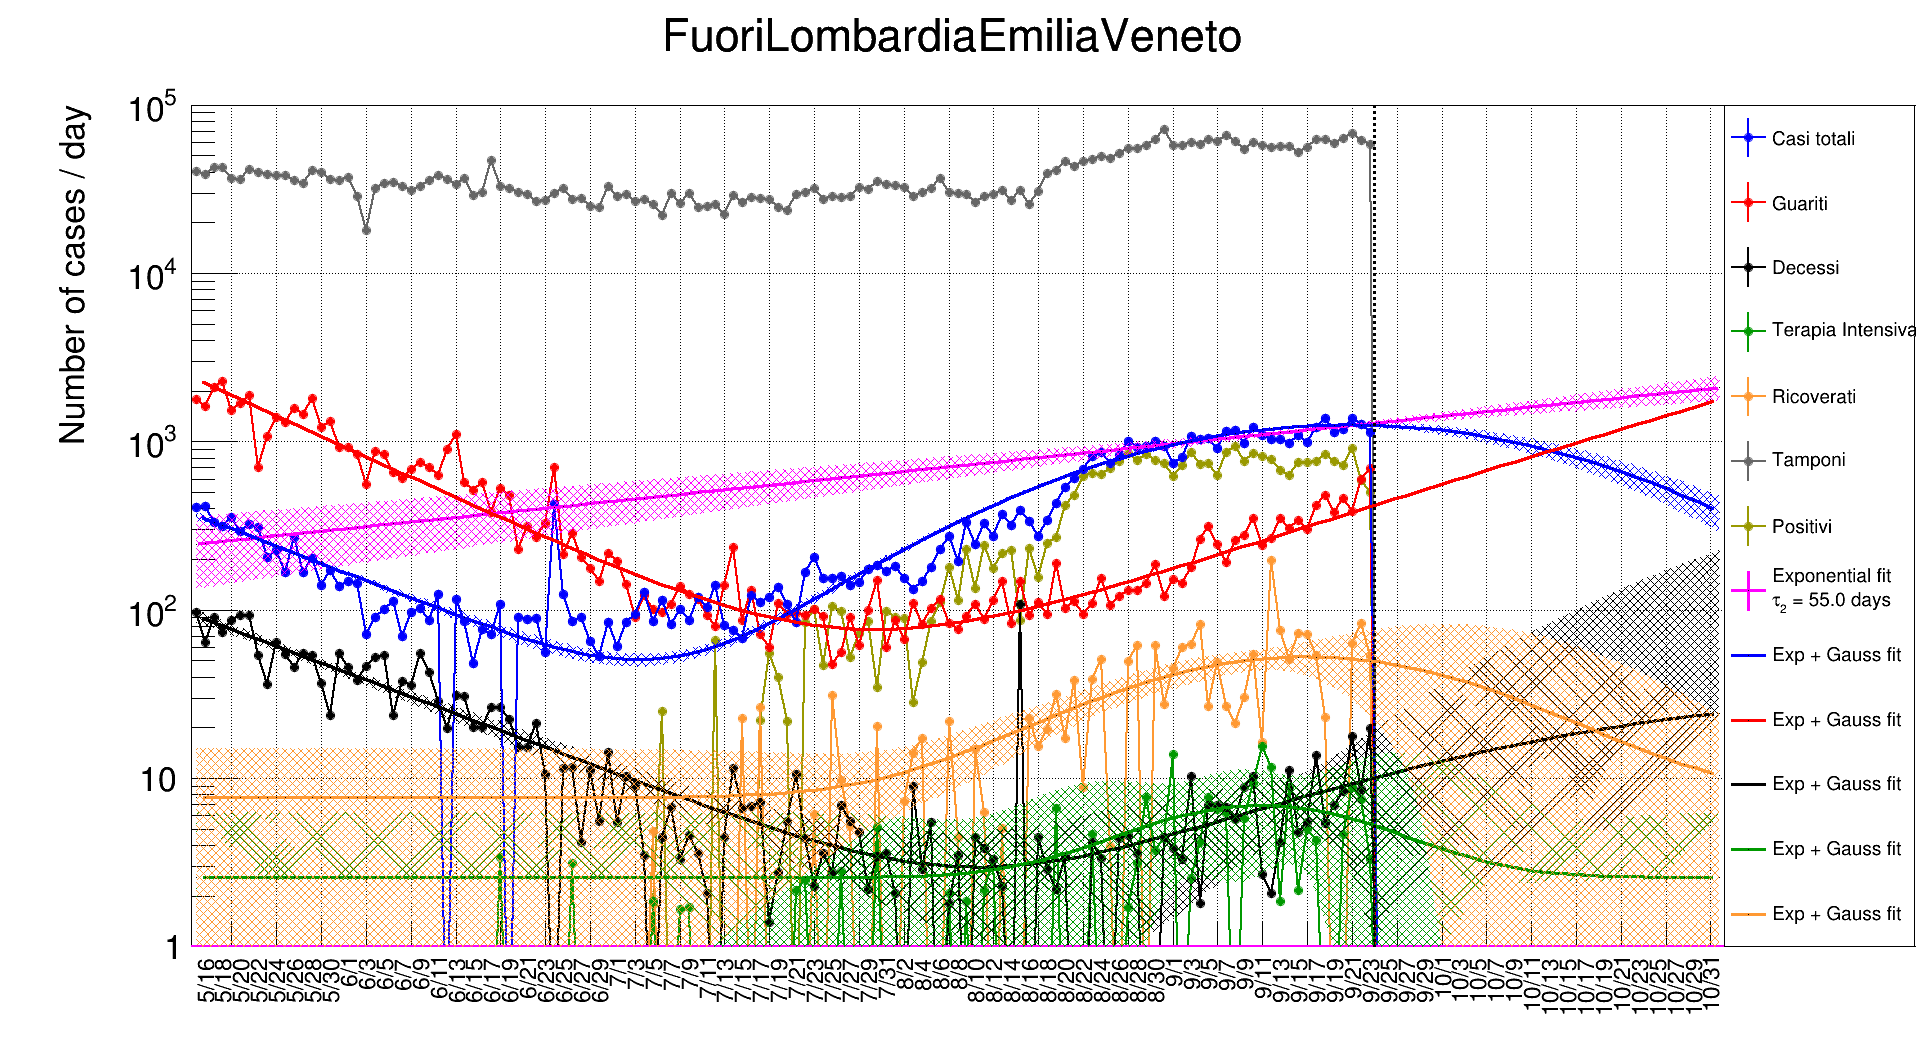 FuoriLombardiaEmiliaVeneto
Number of cases / day
10⁵
10⁴
10³
10²
10
1
5/16 5/18 5/20 5/22 5/24 5/26 5/28 5/30 6/1 6/3 6/5 6/7 6/9 6/11 6/13 6/15 6/17 6/19 6/21 6/23 6/25 6/27 6/29 7/1 7/3 7/5 7/7 7/9 7/11 7/13 7/15 7/17 7/19 7/21 7/23 7/25 7/27 7/29 7/31 8/2 8/4 8/6 8/8 8/10 8/12 8/14 8/16 8/18 8/20 8/22 8/24 8/26 8/28 8/30 9/1 9/3 9/5 9/7 9/9 9/11 9/13 9/15 9/17 9/19 9/21 9/23 9/25 9/27 9/29 10/1 10/3 10/5 10/7 10/9 10/11 10/13 10/15 10/17 10/19 10/21 10/23 10/25 10/27 10/29 10/31
Casi totali
Guariti
Decessi
Terapia Intensiva
Ricoverati
Tamponi
Positivi
Exponential fit
τ₂ = 55.0 days
Exp + Gauss fit
Exp + Gauss fit
Exp + Gauss fit
Exp + Gauss fit
Exp + Gauss fit